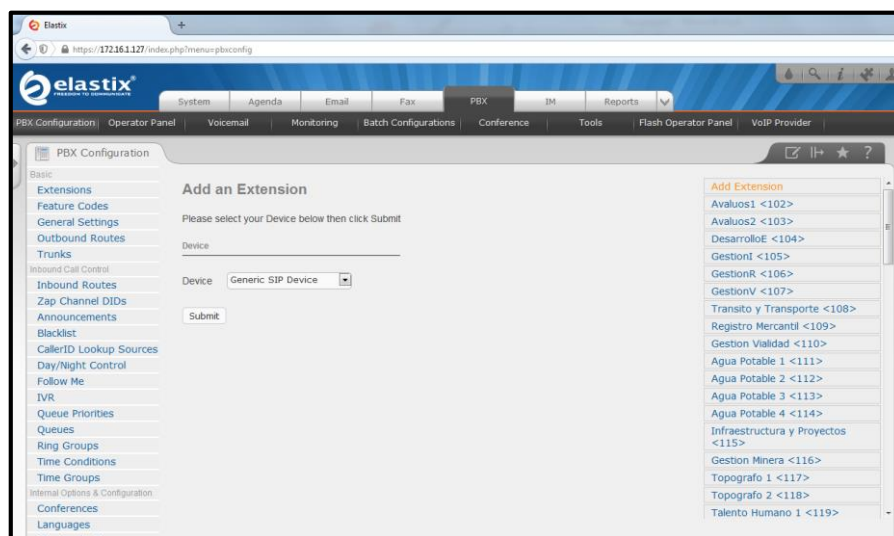 Elastix
https://172.16.1.127/index.php?menu=pbxconfig
elastix®
FREEDOM TO COMMUNICATE
System Agenda Email Fax PBX IM Reports
PBX Configuration Operator Panel Voicemail Monitoring Batch Configurations Conference Tools Flash Operator Panel VoIP Provider
PBX Configuration
Basic
Extensions
Feature Codes
General Settings
Outbound Routes
Trunks
Inbound Call Control
Inbound Routes
Zap Channel DIDs
Announcements
Blacklist
CallerID Lookup Sources
Day/Night Control
Follow Me
IVR
Queue Priorities
Queues
Ring Groups
Time Conditions
Time Groups
Internal Options & Configuration
Conferences
Languages
Add an Extension
Please select your Device below then click Submit
Device
Device Generic SIP Device
Submit
Add Extension
Avaluos1 <102>
Avaluos2 <103>
DesarrolloE <104>
GestionI <105>
GestionR <106>
GestionV <107>
Transito y Transporte <108>
Registro Mercantil <109>
Gestion Vialidad <110>
Agua Potable 1 <111>
Agua Potable 2 <112>
Agua Potable 3 <113>
Agua Potable 4 <114>
Infraestructura y Proyectos
<115>
Gestion Minera <116>
Topografo 1 <117>
Topografo 2 <118>
Talento Humano 1 <119>